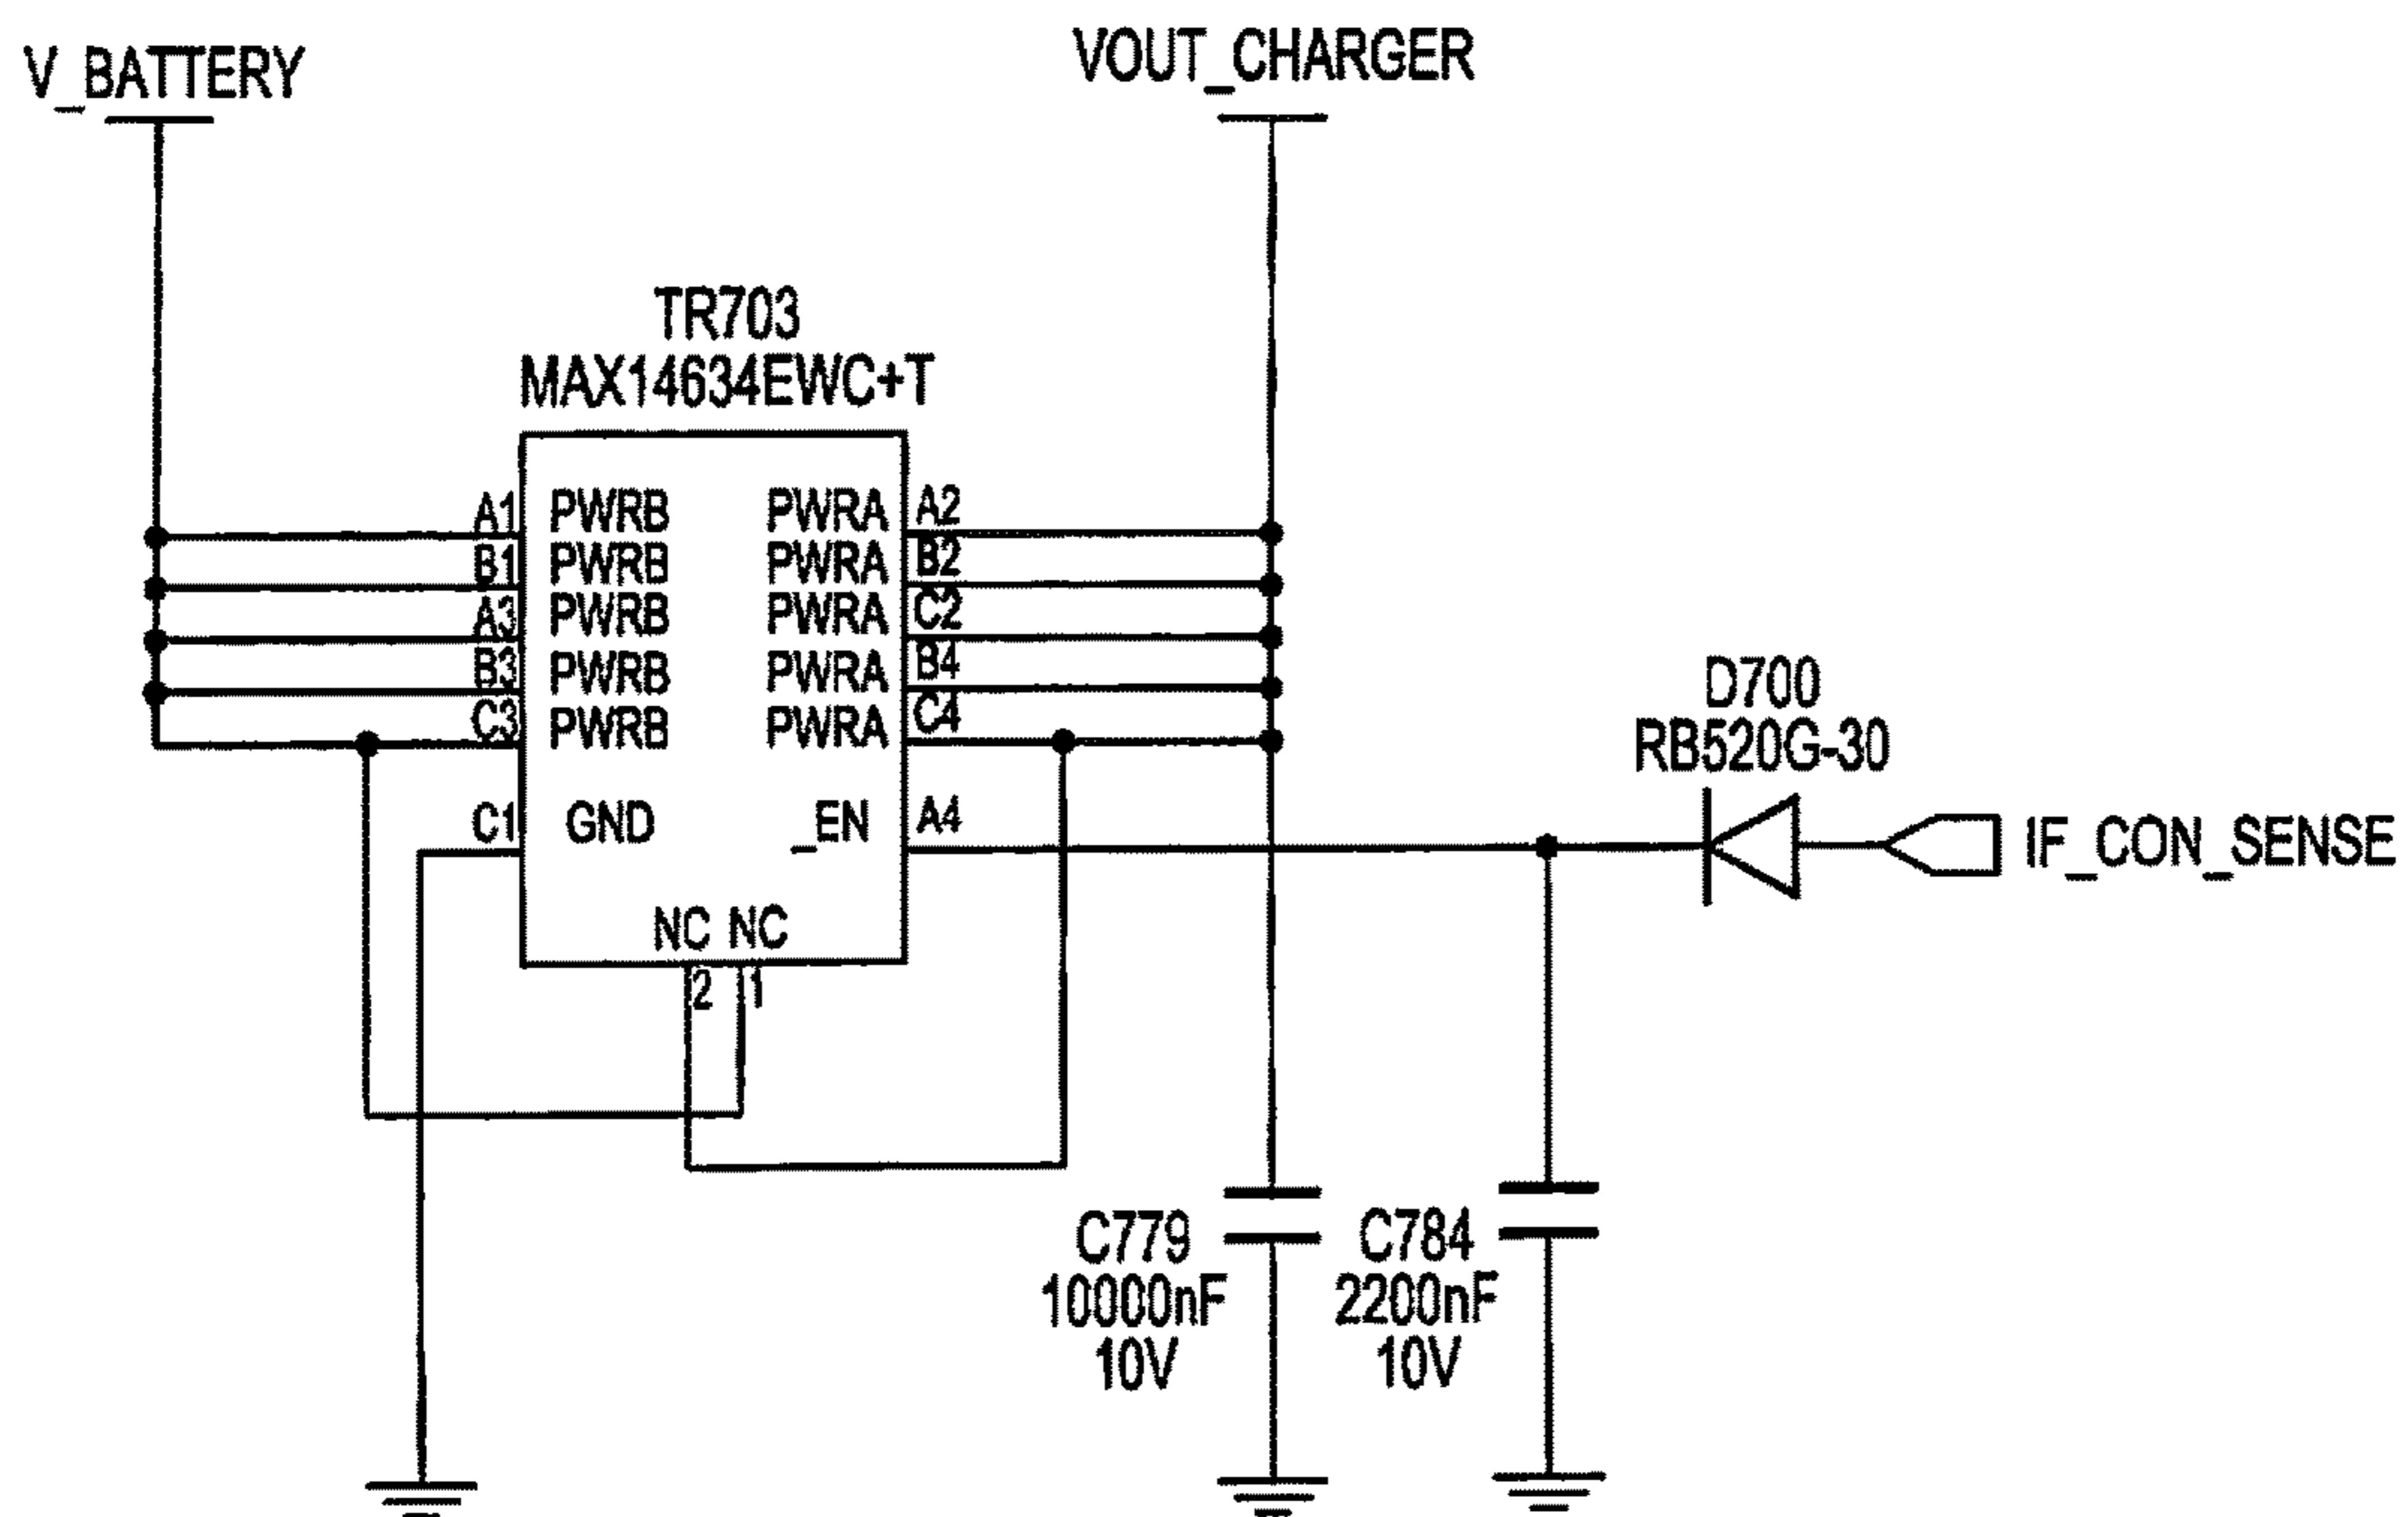 V_BATTERY
VOUT_CHARGER
TR703
MAX14634EWC+T
A1 PWRB PWRA A2
B1 PWRB PWRA B2
A3 PWRB PWRA C2
B3 PWRB PWRA B4
C3 PWRB PWRA C4
C1 GND _EN A4
NC NC
2 1
D700
RB520G-30
IF_CON_SENSE
C779
10000nF
10V
C784
2200nF
10V